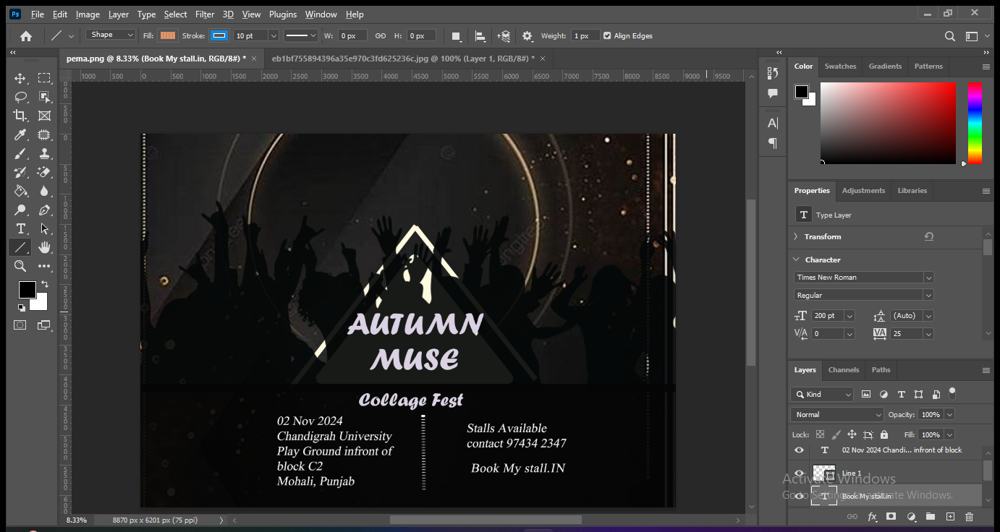 Ps File Edit Image Layer Type Select Filter 3D View Plugins Window Help
Shape Fill: Stroke: 10 pt W: 0 px H: 0 px Weight: 1 px Align Edges
pema.png @ 8.33% (Book My stall.in, RGB/8#) * × eb1bf755894396a35e970c3fd625236c.jpg @ 100% (Layer 1, RGB/8#) * ×
1000 500 0 500 1000 1500 2000 2500 3000 3500 4000 4500 5000 5500 6000 6500 7000 7500 8000 8500 9000 9500
AUTUMN
MUSE
Collage Fest
02 Nov 2024
Chandigrah University
Play Ground infront of
block C2
Mohali, Punjab
Stalls Available
contact 97434 2347
Book My stall.IN
8.33% 8870 px x 6201 px (75 ppi)
Color Swatches Gradients Patterns
Properties Adjustments Libraries
T Type Layer
Transform
Character
Times New Roman
Regular
200 pt (Auto)
V/A 0 VA 25
Layers Channels Paths
Kind
Normal Opacity: 100%
Lock: Fill: 100%
T 02 Nov 2024 Chandi... infront of block
Line 1
T Book My stall.in
Activate Windows
Go to Settings to activate Windows.